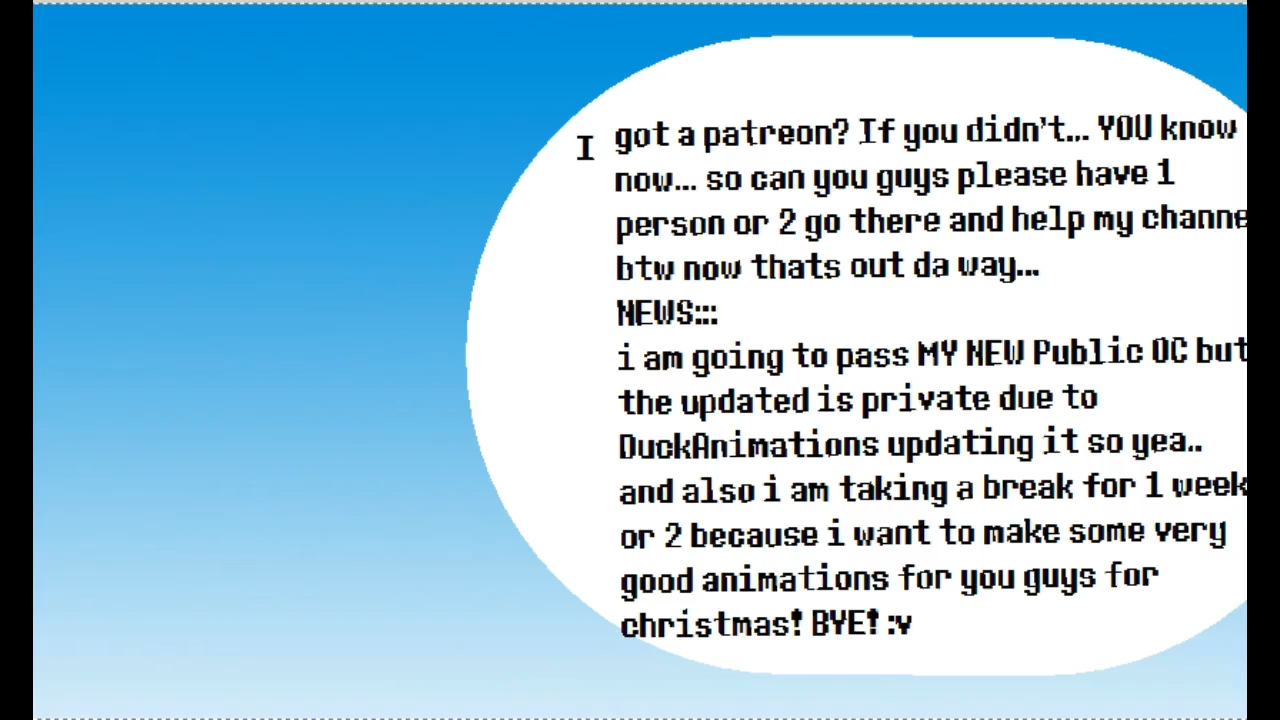 I got a patreon? If you didn't... YOU know
now... so can you guys please have 1
person or 2 go there and help my channe
btw now thats out da way...
NEWS:::
i am going to pass MY NEW Public OC but
the updated is private due to
DuckAnimations updating it so yea..
and also i am taking a break for 1 week
or 2 because i want to make some very
good animations for you guys for
christmas! BYE! :v